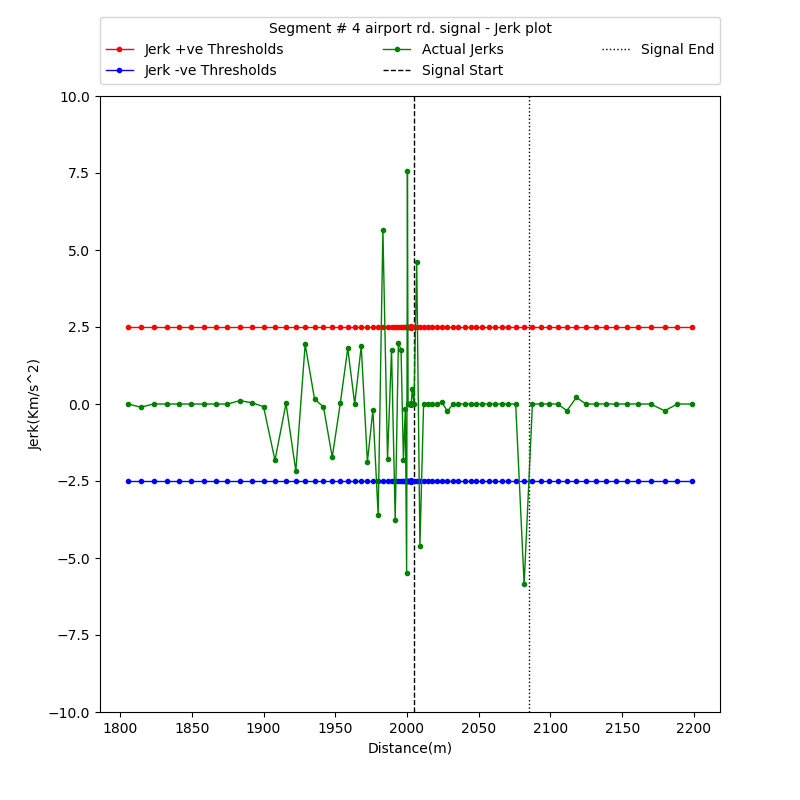 Segment # 4 airport rd. signal - Jerk plot
Jerk +ve Thresholds Actual Jerks Signal End
Jerk -ve Thresholds Signal Start
10.0
7.5
5.0
2.5
0.0
−2.5
−5.0
−7.5
−10.0
Jerk(Km/s^2)
1800 1850 1900 1950 2000 2050 2100 2150 2200
Distance(m)